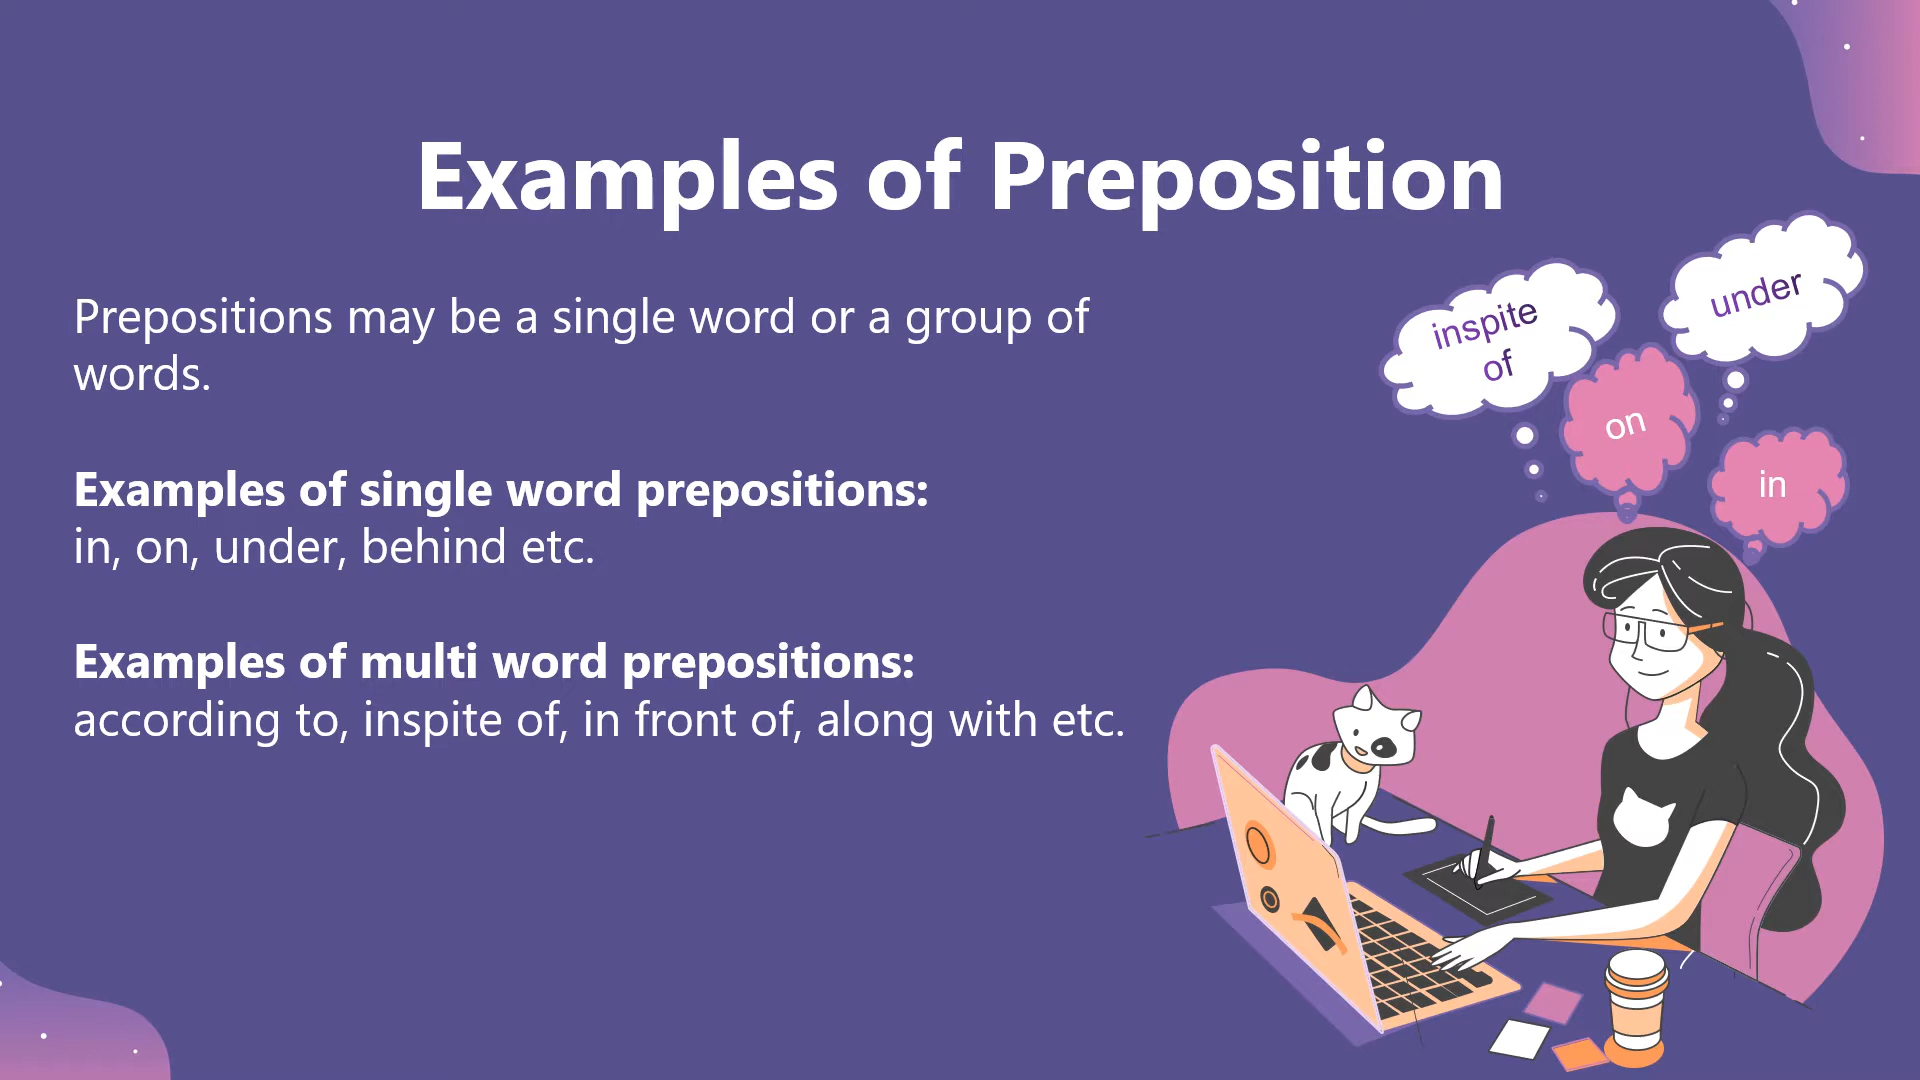 Examples of Preposition
Prepositions may be a single word or a group of
words.
Examples of single word prepositions:
in, on, under, behind etc.
Examples of multi word prepositions:
according to, inspite of, in front of, along with etc.
inspite
of
under
on
in